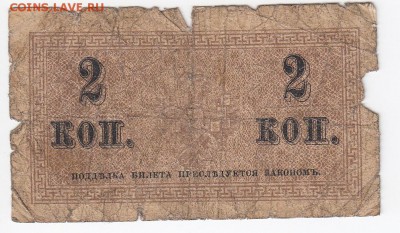 COINS.LAVE.RU
2 2
КОП. КОП.
ПОДДѢЛКА БИЛЕТА ПРЕСЛѢДУЕТСЯ ЗАКОНОМЪ.